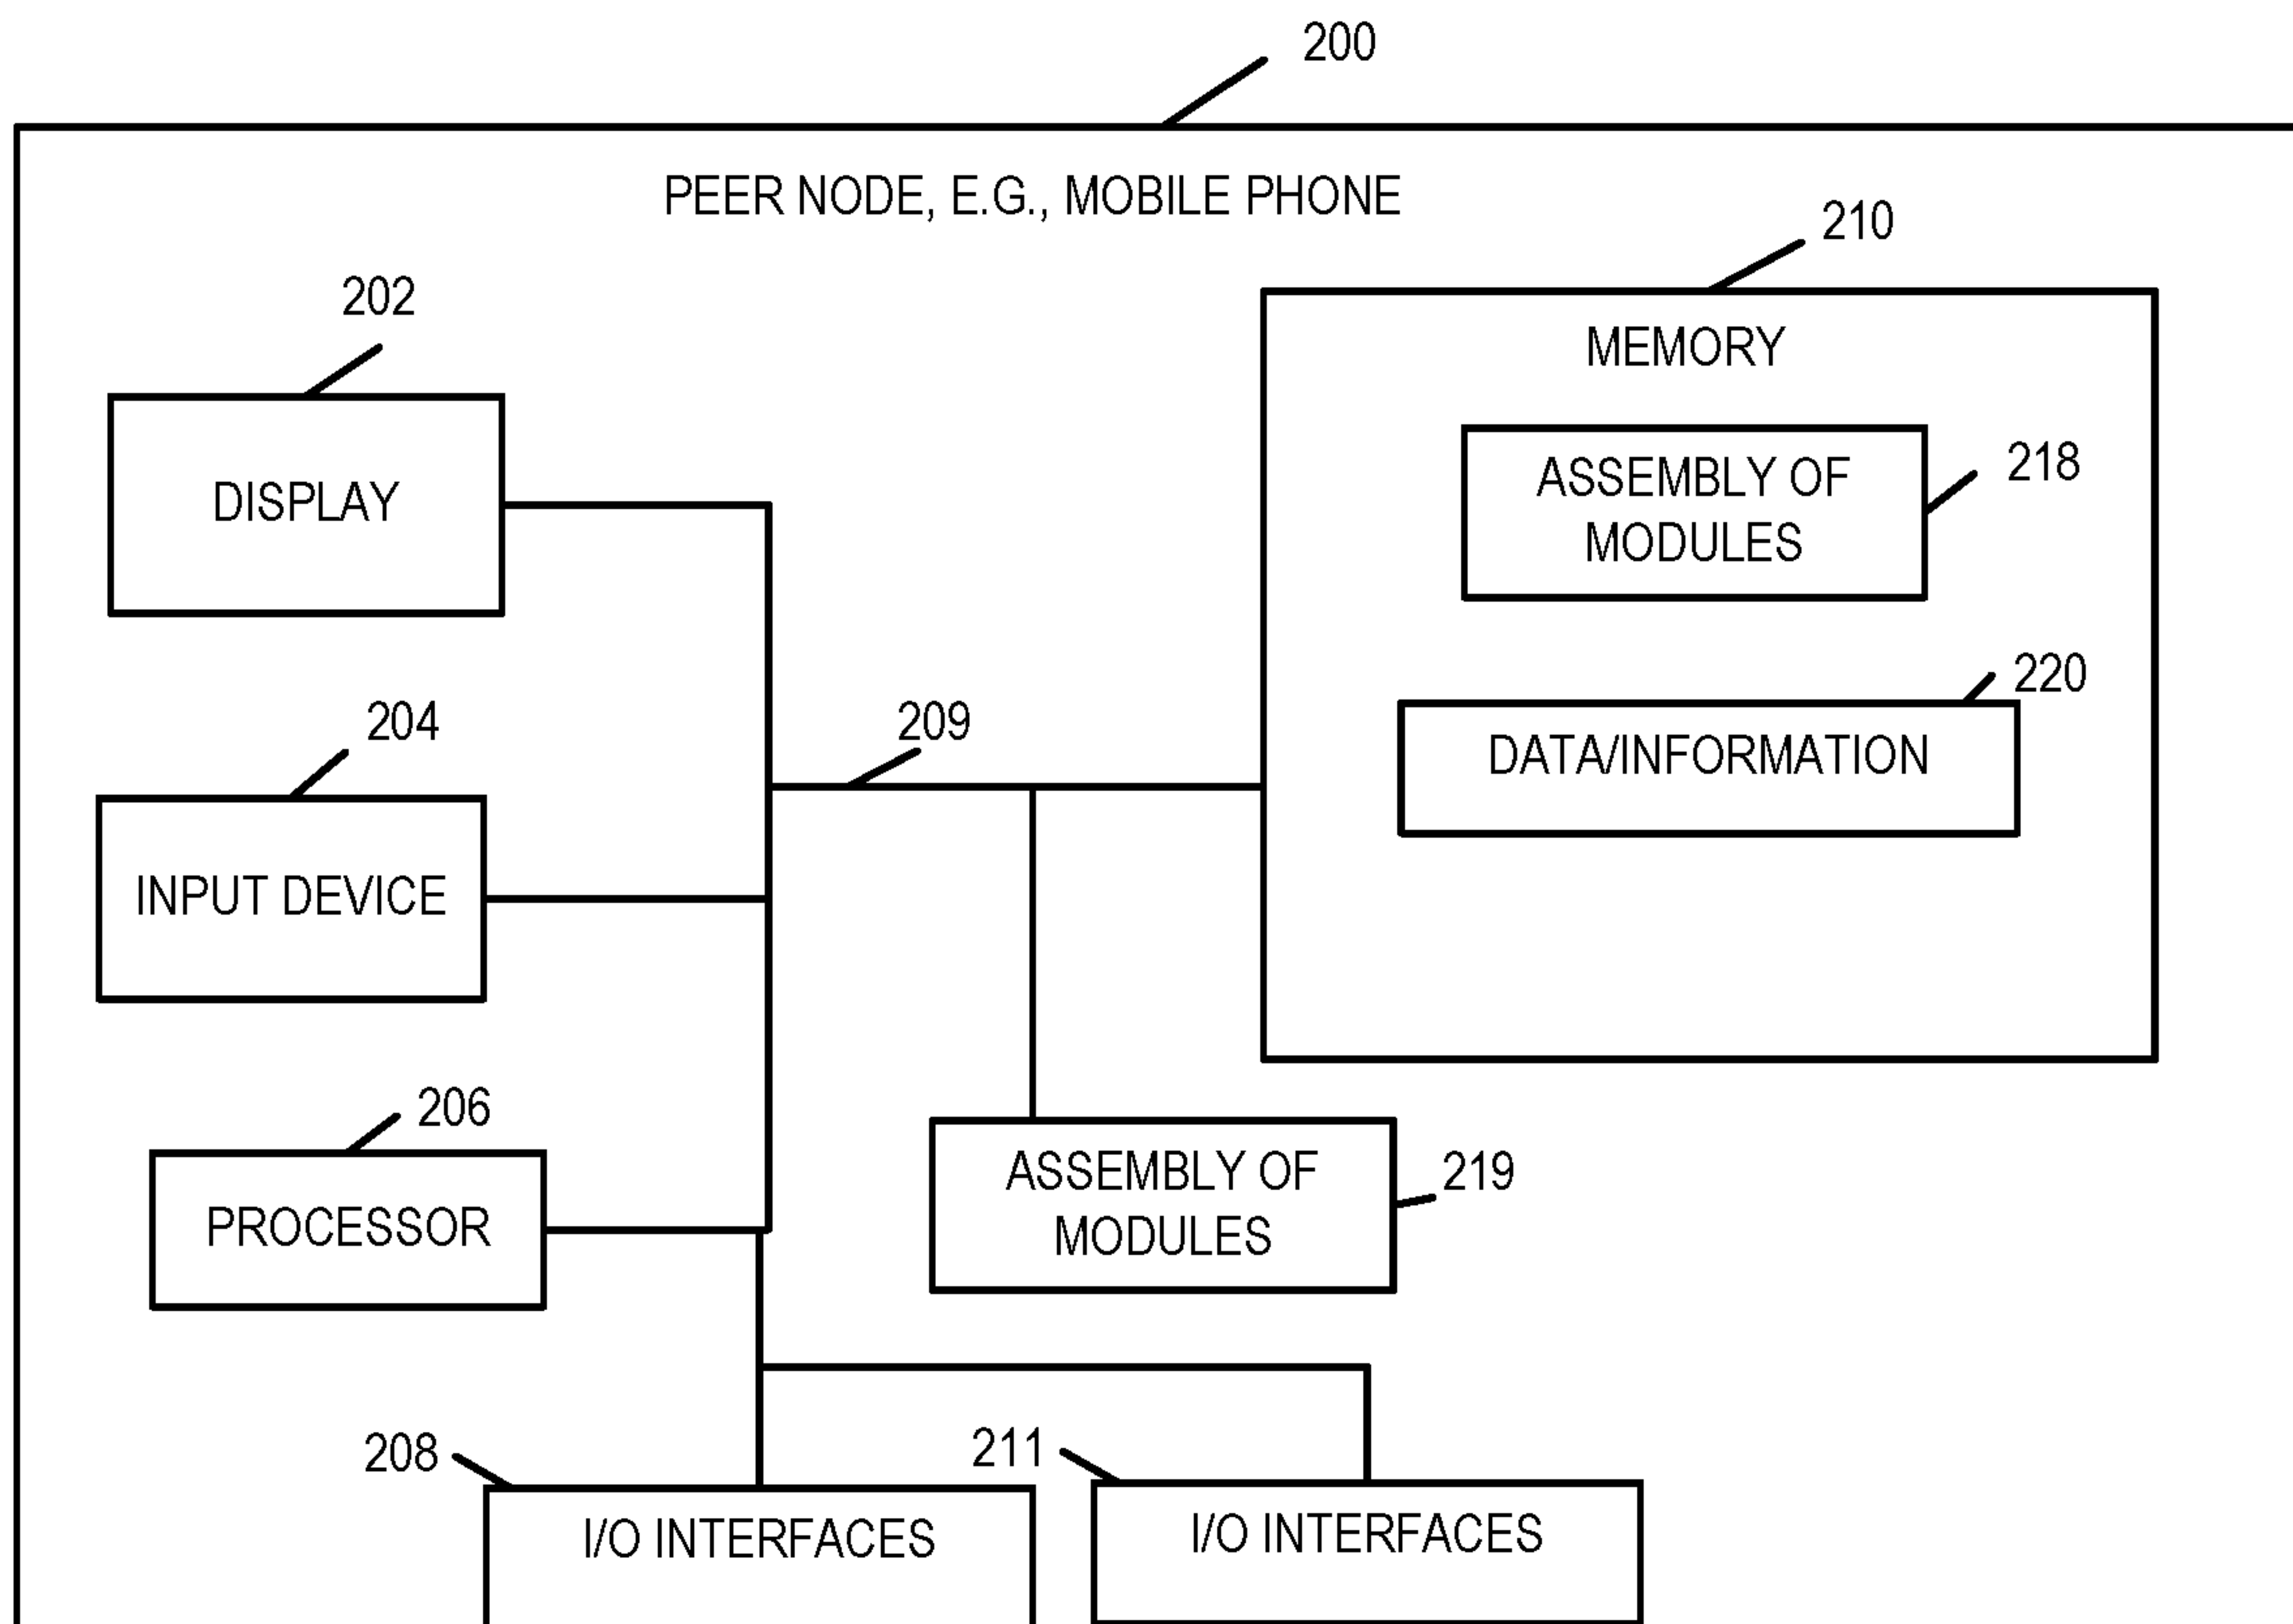 200
PEER NODE, E.G., MOBILE PHONE
210
202
MEMORY
DISPLAY
ASSEMBLY OF
MODULES
218
220
204
209
DATA/INFORMATION
INPUT DEVICE
206
PROCESSOR
ASSEMBLY OF
MODULES
219
208
211
I/O INTERFACES
I/O INTERFACES